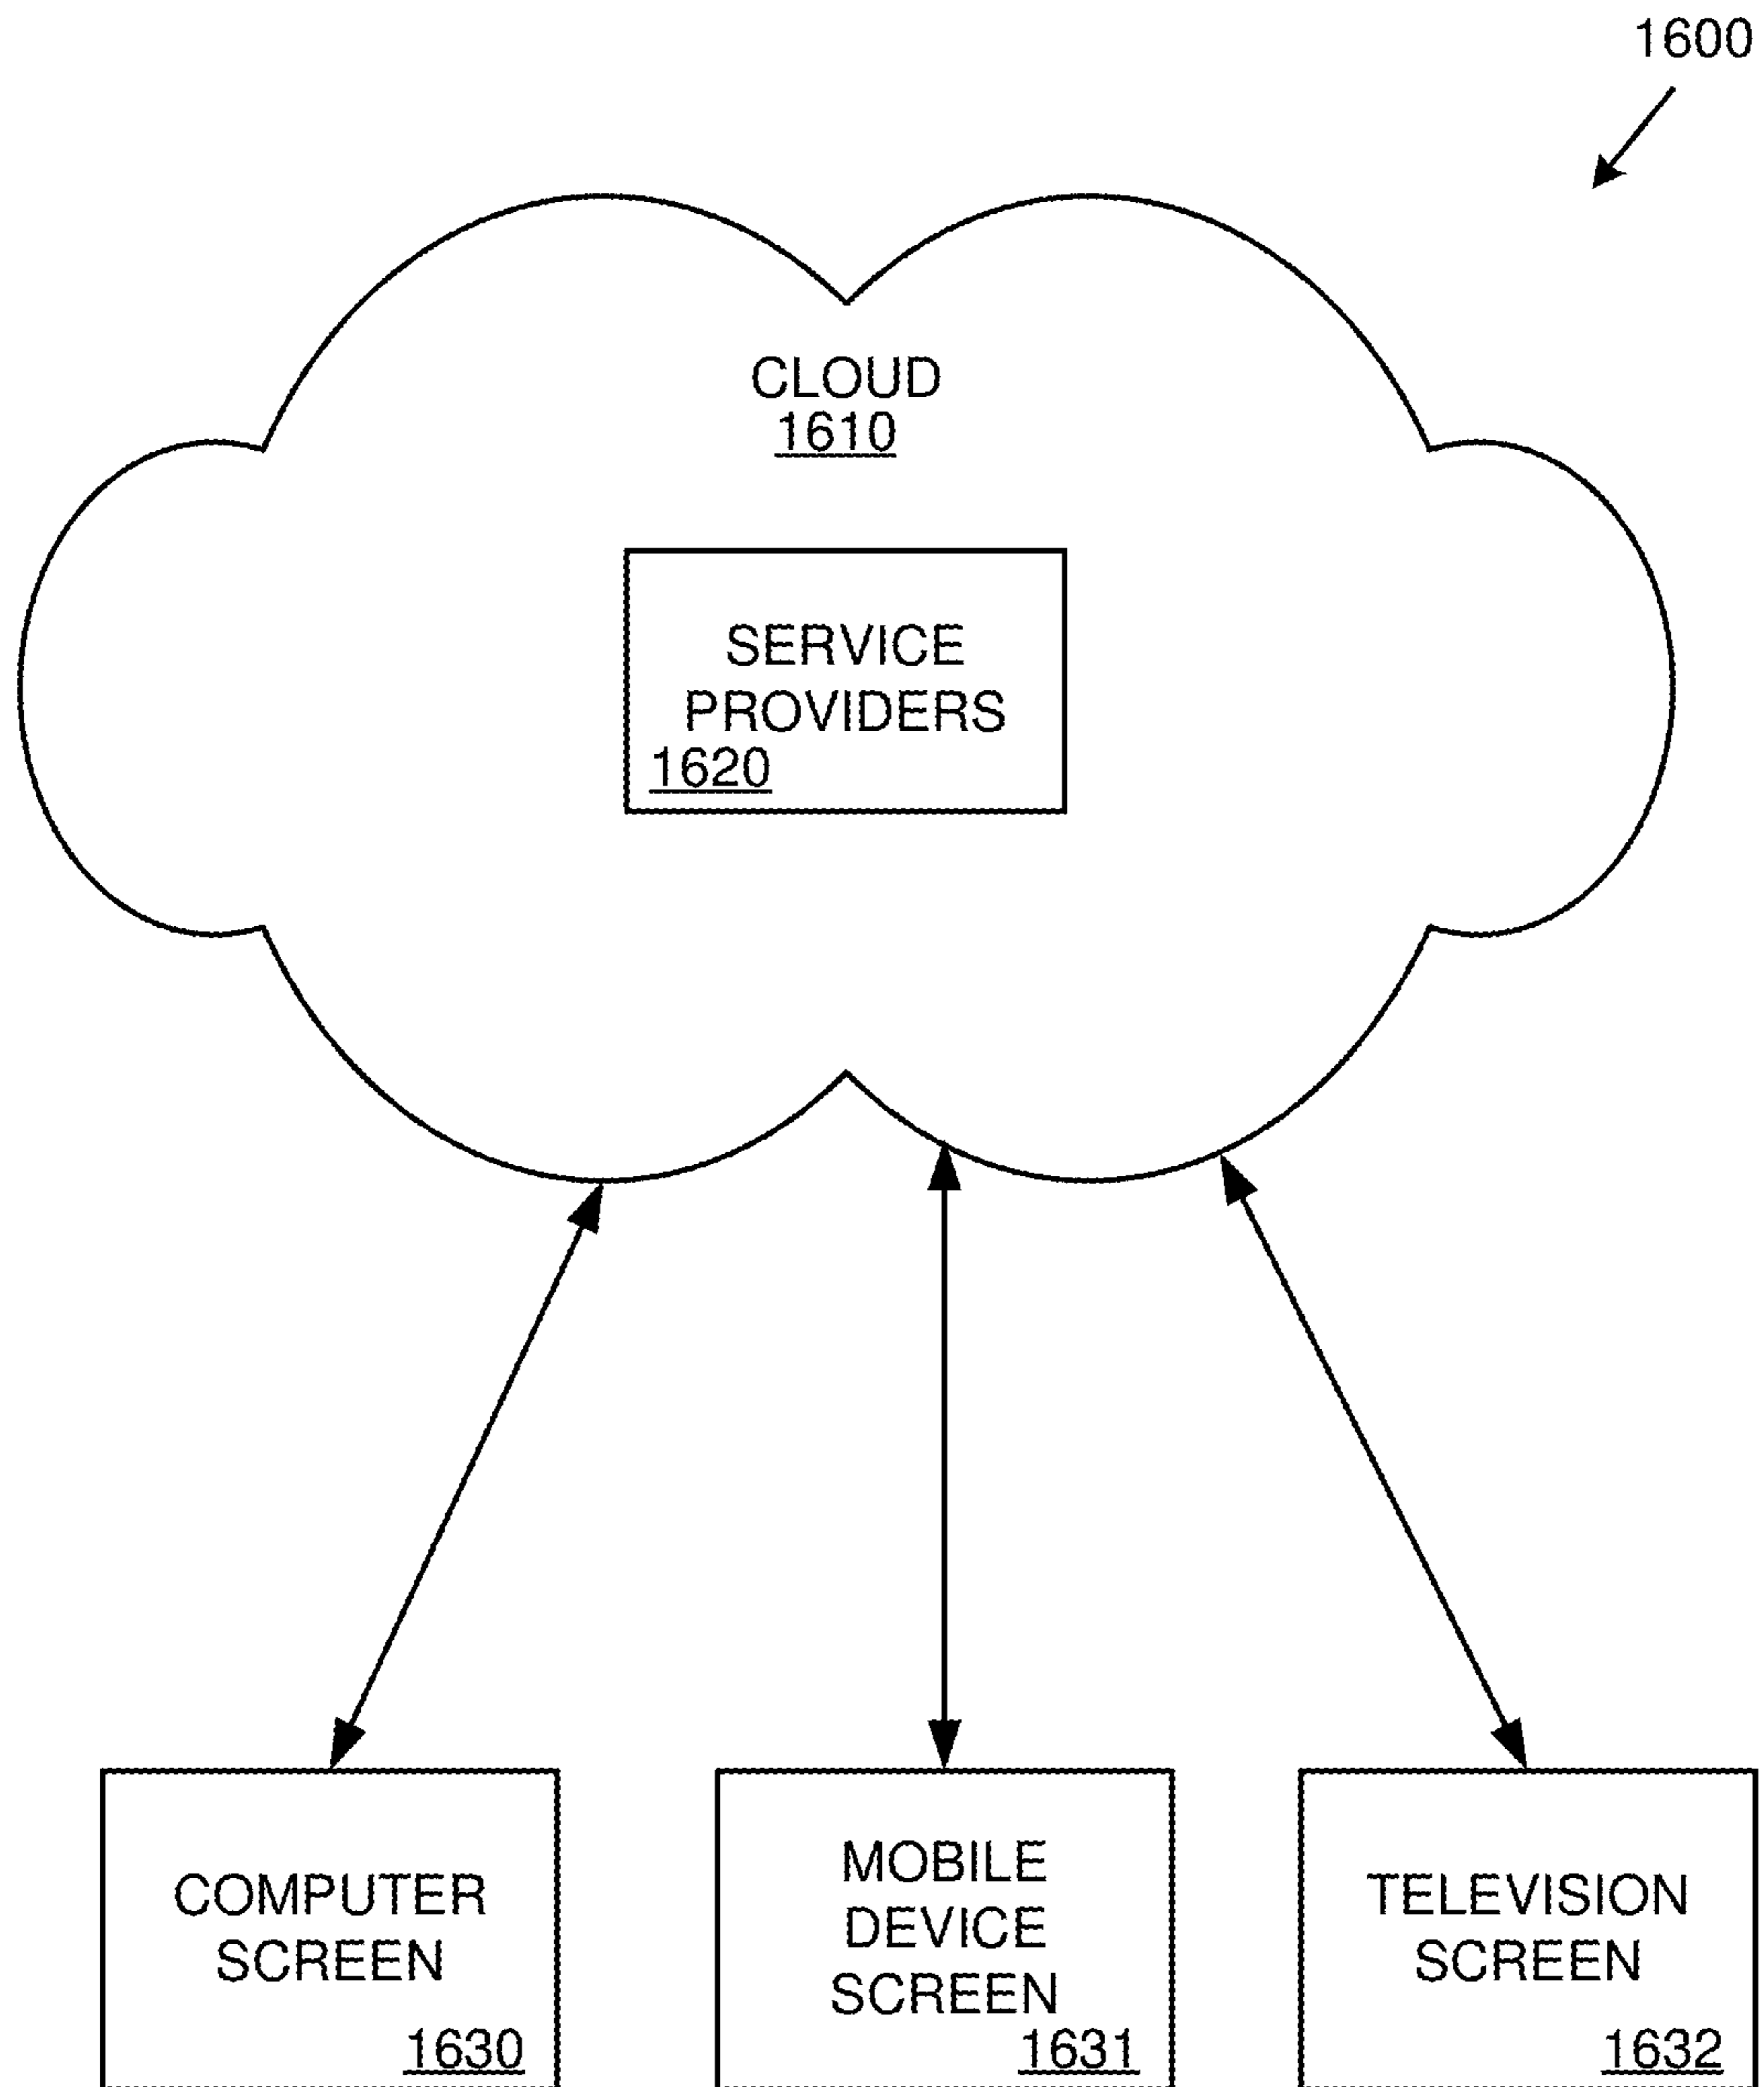 1600
CLOUD
1610
SERVICE
PROVIDERS
1620
COMPUTER
SCREEN
1630
MOBILE
DEVICE
SCREEN
1631
TELEVISION
SCREEN
1632